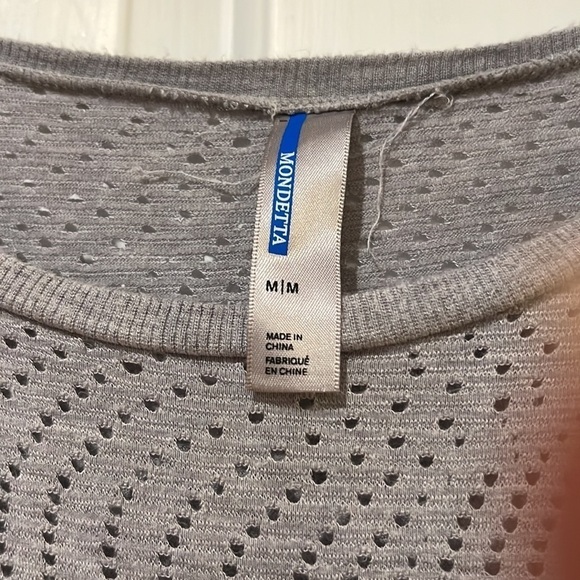 MONDETTA
M|M
MADE IN
CHINA
FABRIQUÉ
EN CHINE